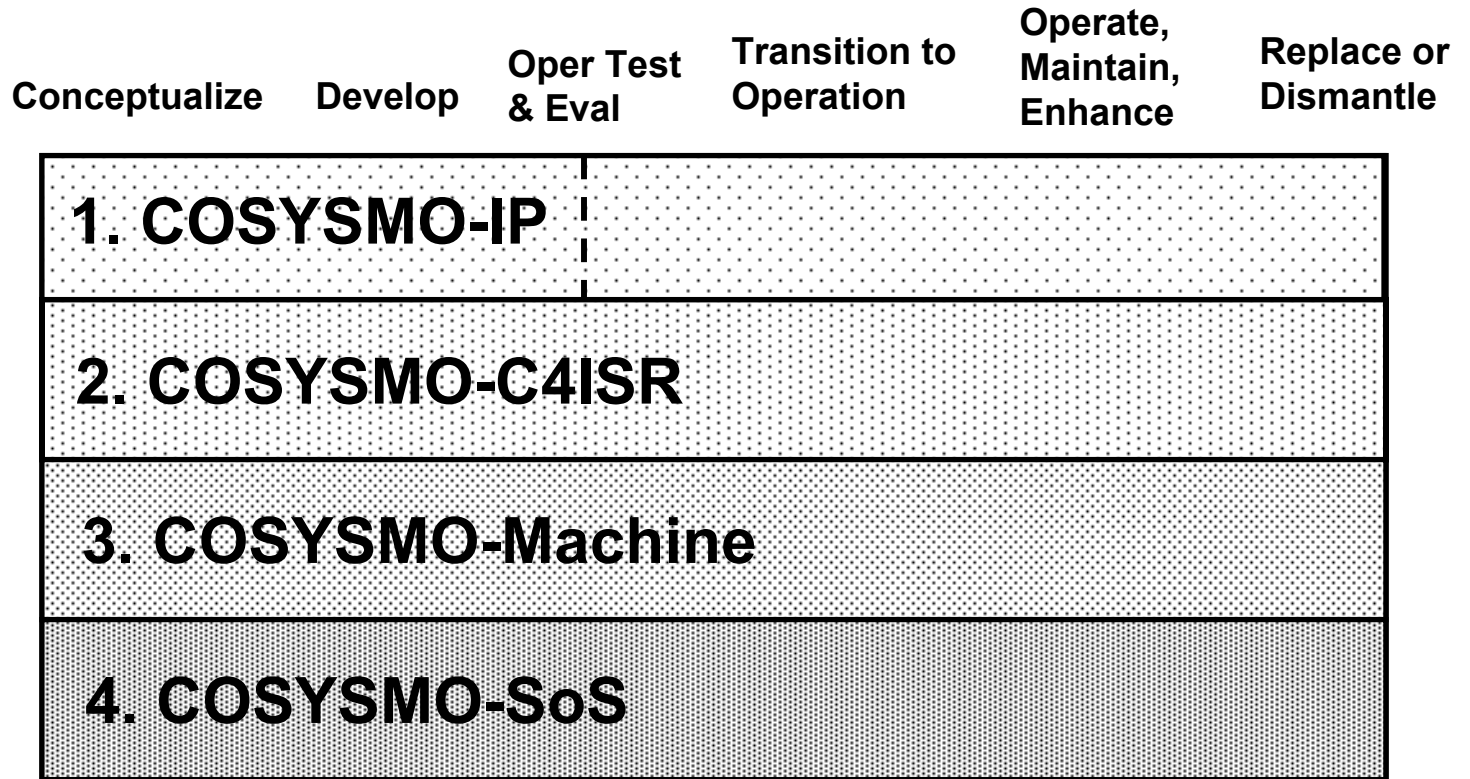 Conceptualize
Develop
Oper Test
& Eval
Transition to
Operation
Operate,
Maintain,
Enhance
Replace or
Dismantle
1. COSYSMO-IP
2. COSYSMO-C4ISR
3. COSYSMO-Machine
4. COSYSMO-SoS